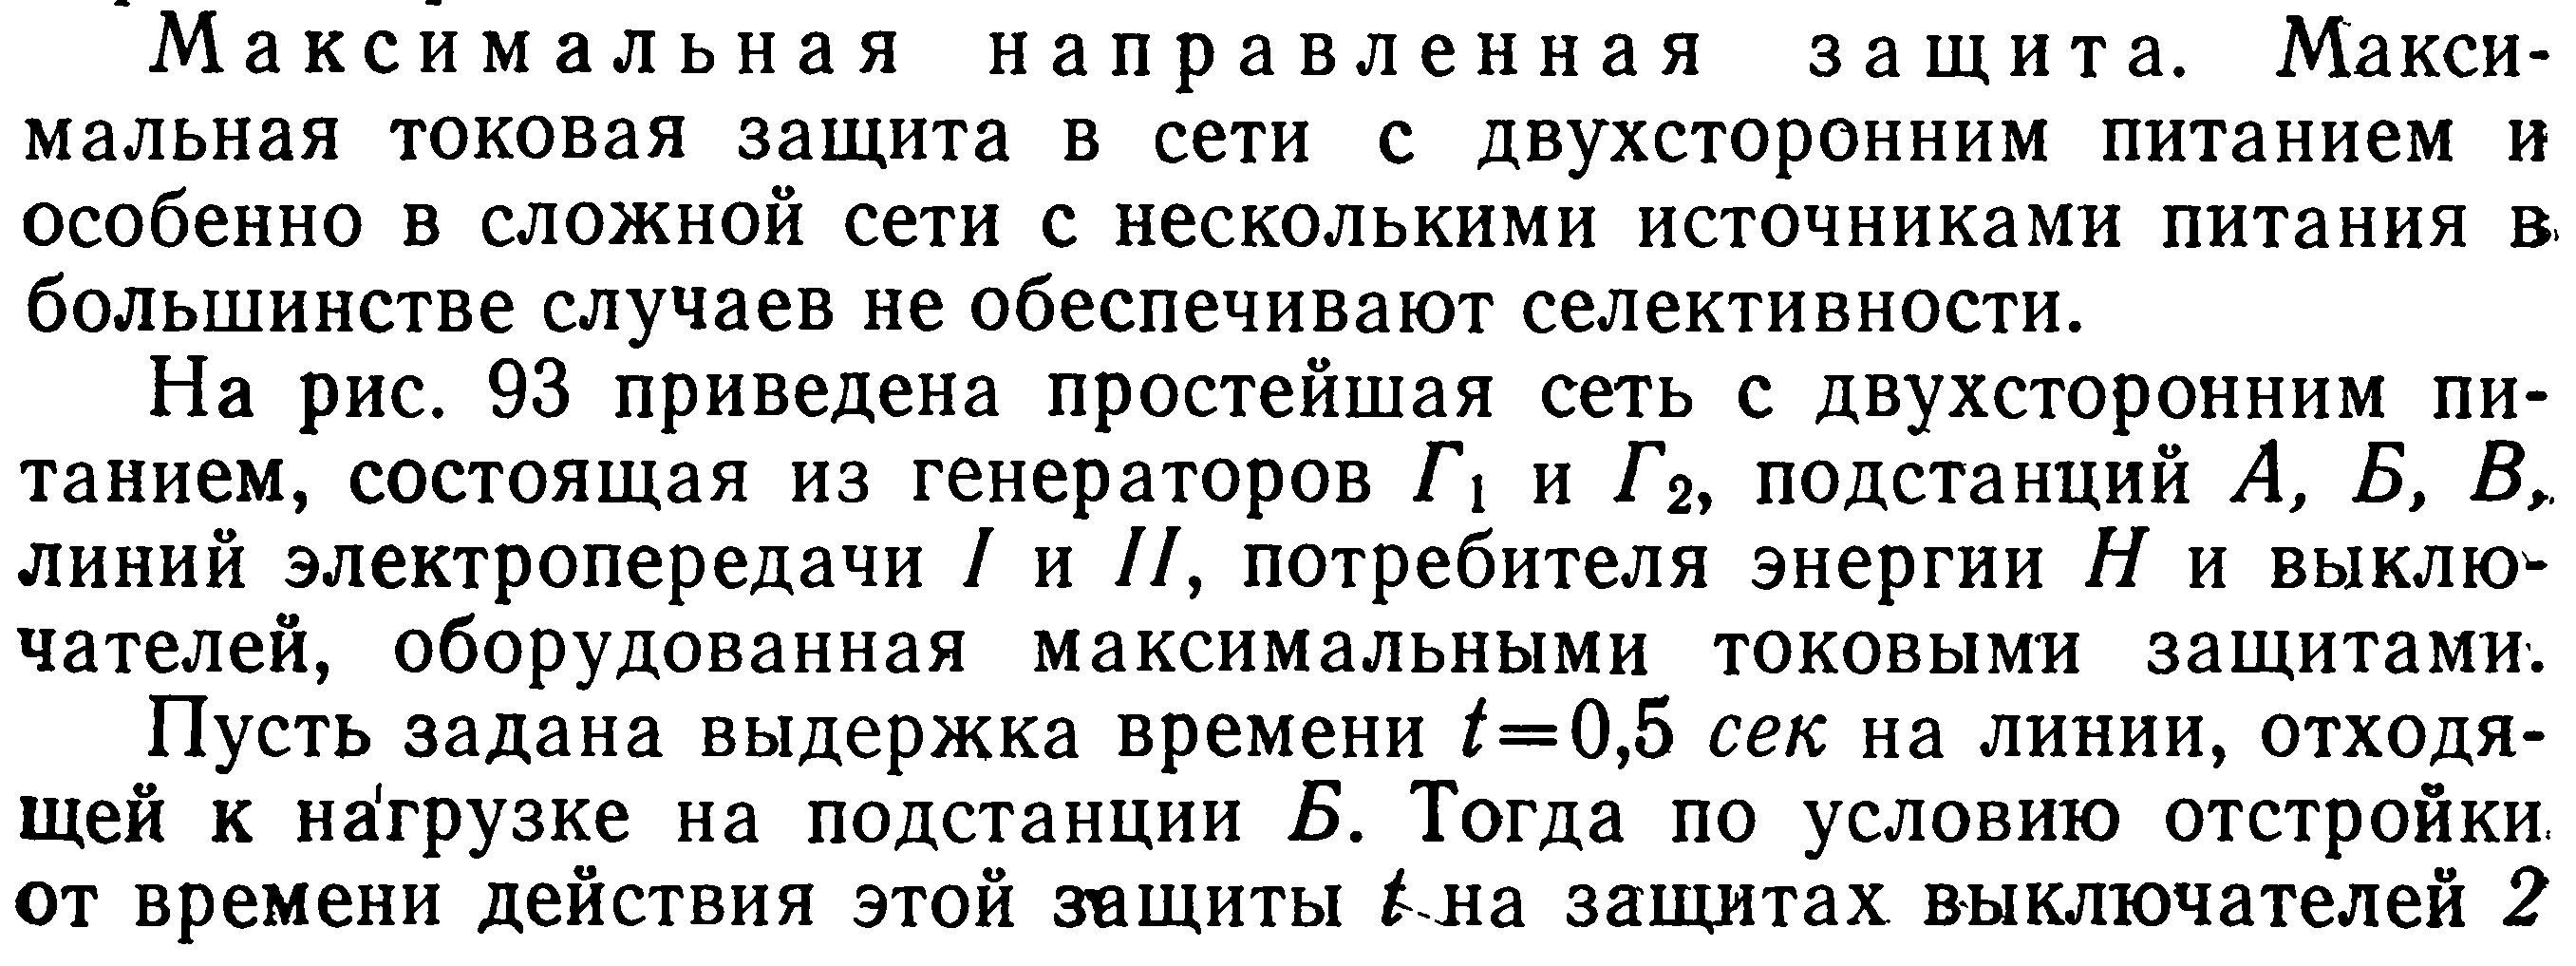 Максимальная направленная защита. Макси-
мальная токовая защита в сети с двухсторонним питанием и
особенно в сложной сети с несколькими источниками питания в
большинстве случаев не обеспечивают селективности.
На рис. 93 приведена простейшая сеть с двухсторонним пи-
танием, состоящая из генераторов Г₁ и Г₂, подстанций А, Б, В,
линий электропередачи I и II, потребителя энергии Н и выклю-
чателей, оборудованная максимальными токовыми защитами.
Пусть задана выдержка времени t=0,5 сек на линии, отходя-
щей к нагрузке на подстанции Б. Тогда по условию отстройки
от времени действия этой защиты t на защитах выключателей 2